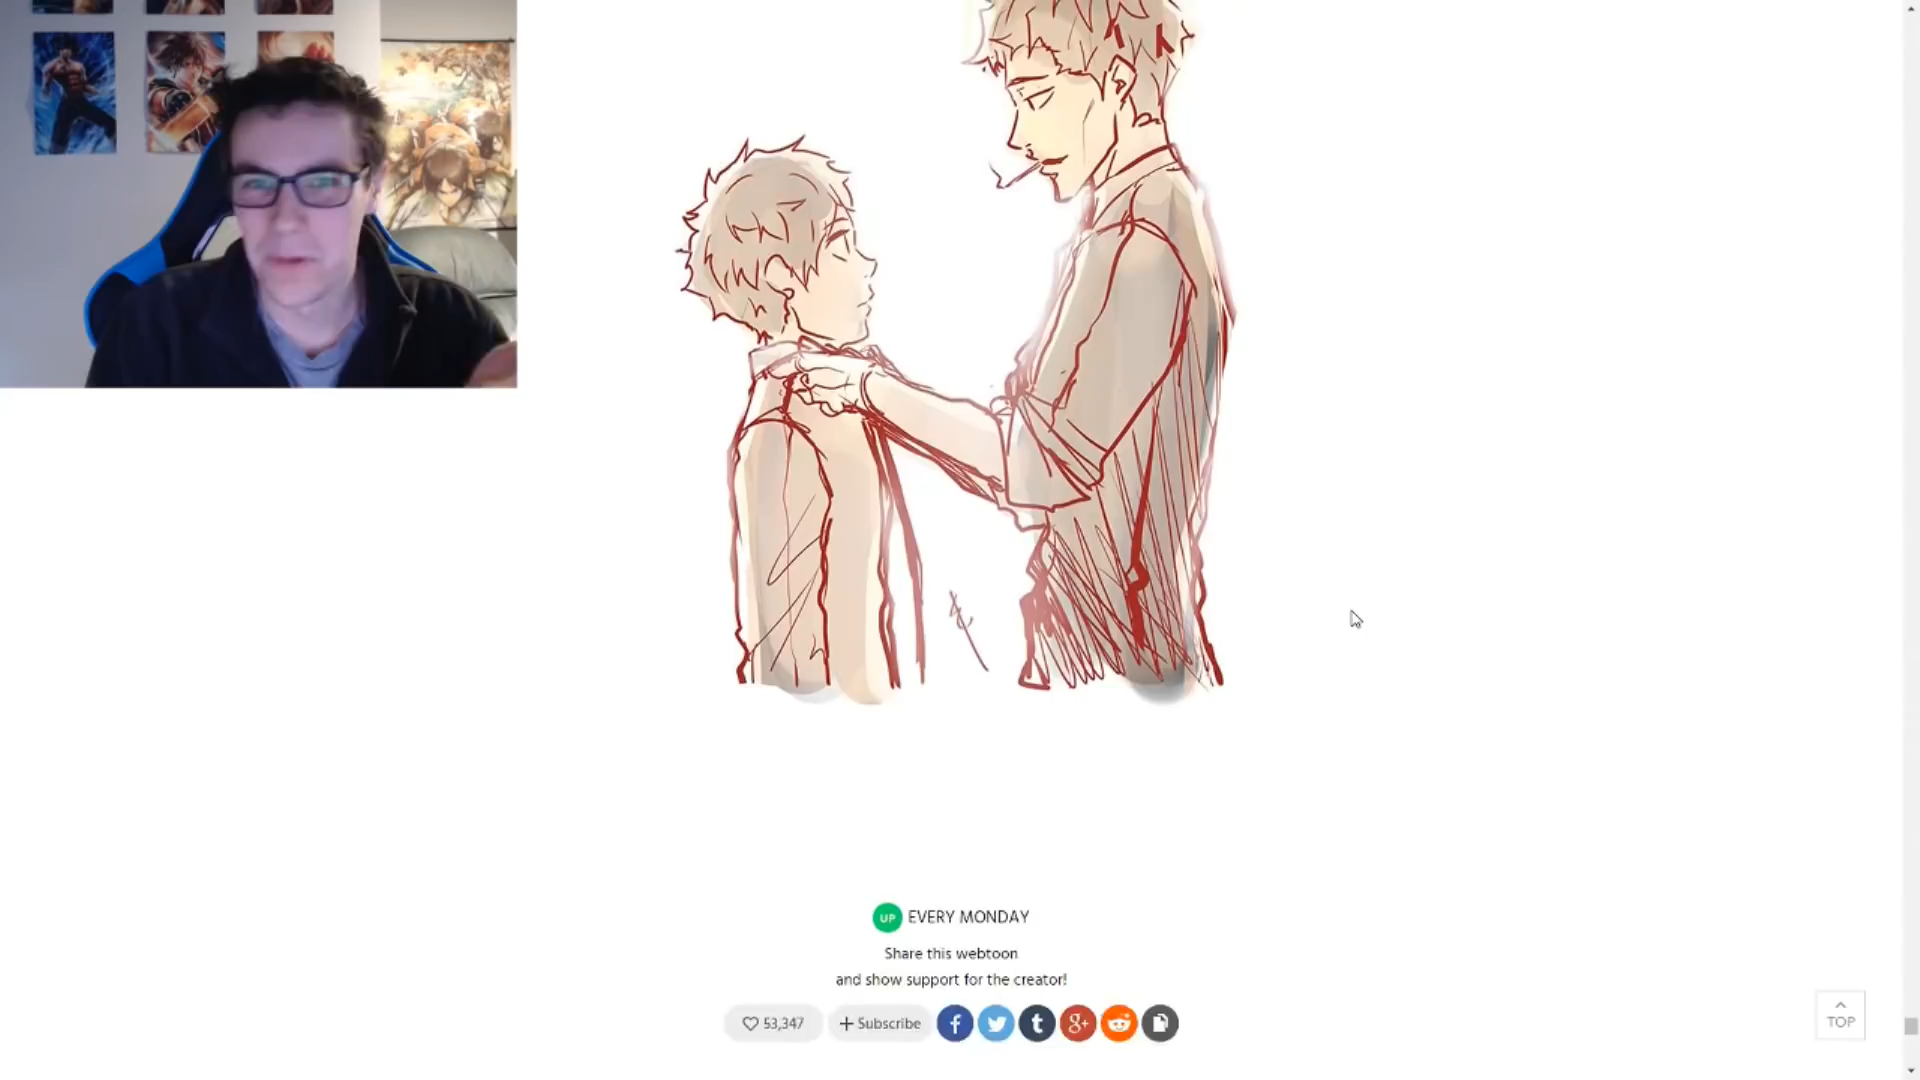 UP EVERY MONDAY
Share this webtoon
and show support for the creator!
53,347 + Subscribe f t g+
TOP